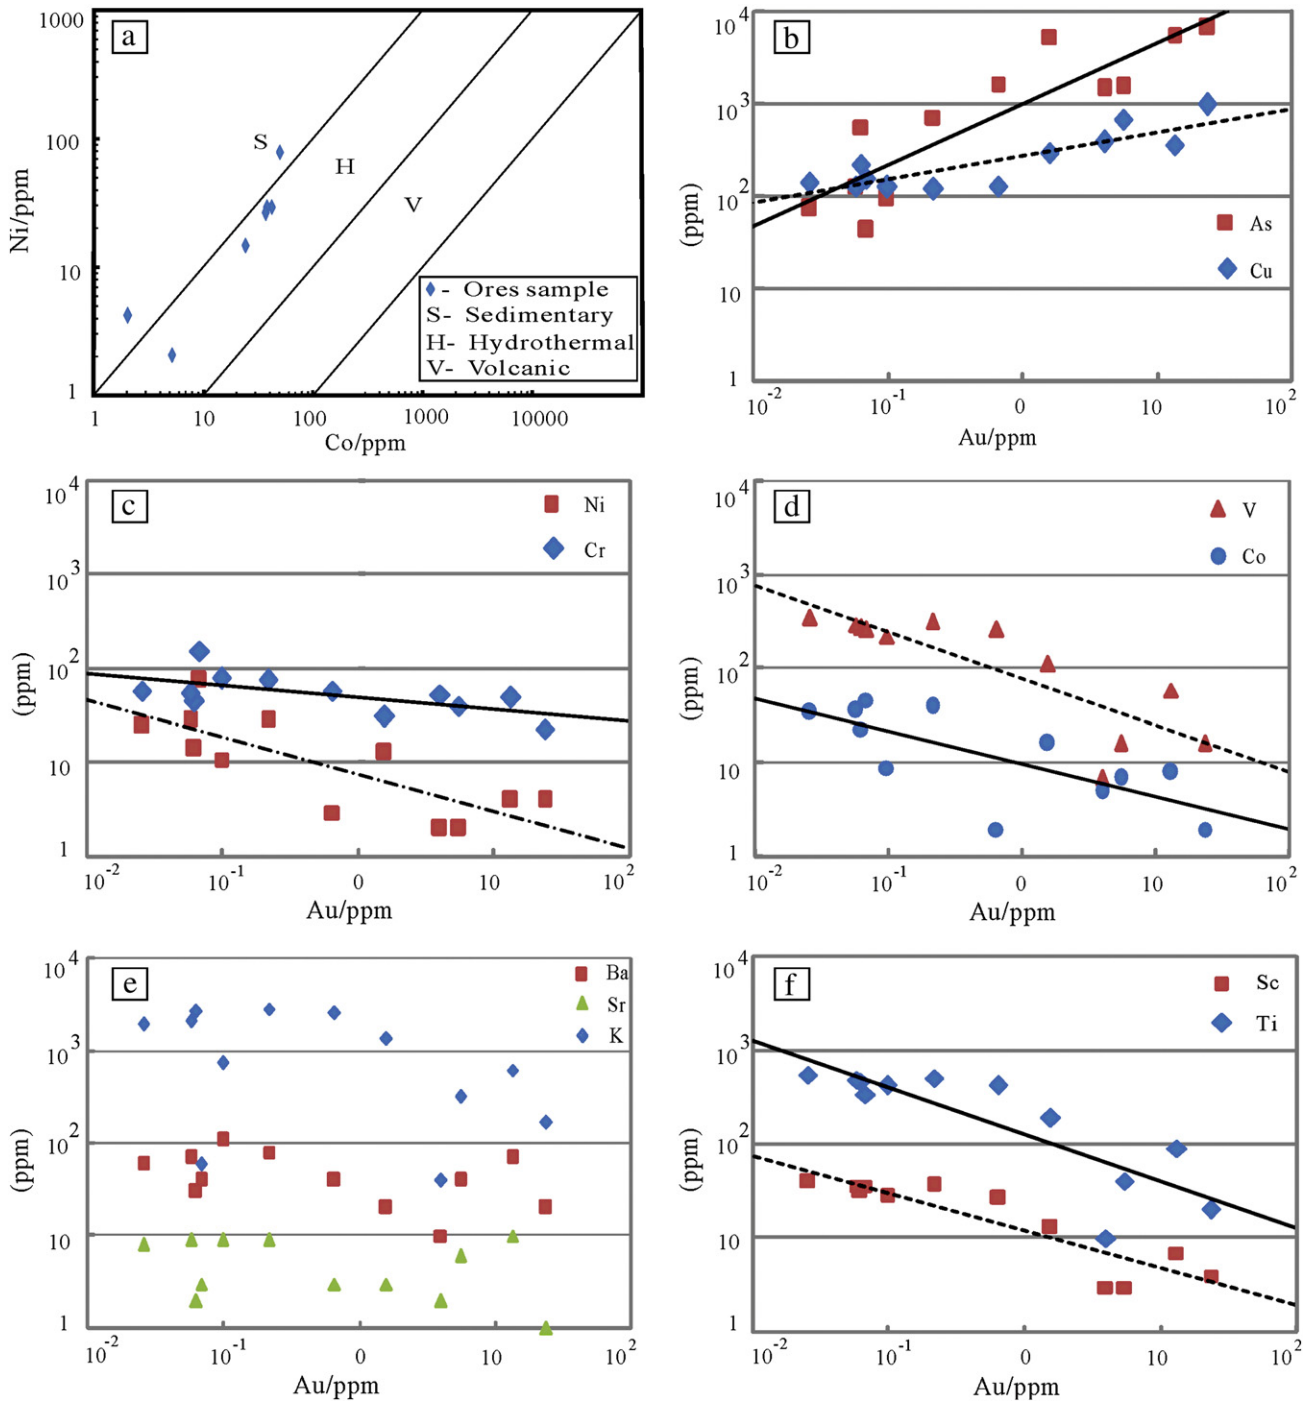 a
1000
100
10
1
Ni/ppm
S
H
V
- Ores sample
S- Sedimentary
H- Hydrothermal
V- Volcanic
1 10 100 1000 10000
Co/ppm
b
10^4
10^3
10^2
10
1
(ppm)
As
Cu
10^-2 10^-1 0 10 10^2
Au/ppm
c
10^4
10^3
10^2
10
1
(ppm)
Ni
Cr
10^-2 10^-1 0 10 10^2
Au/ppm
d
10^4
10^3
10^2
10
1
(ppm)
V
Co
10^-2 10^-1 0 10 10^2
Au/ppm
e
10^4
10^3
10^2
10
1
(ppm)
Ba
Sr
K
10^-2 10^-1 0 10 10^2
Au/ppm
f
10^4
10^3
10^2
10
1
(ppm)
Sc
Ti
10^-2 10^-1 0 10 10^2
Au/ppm